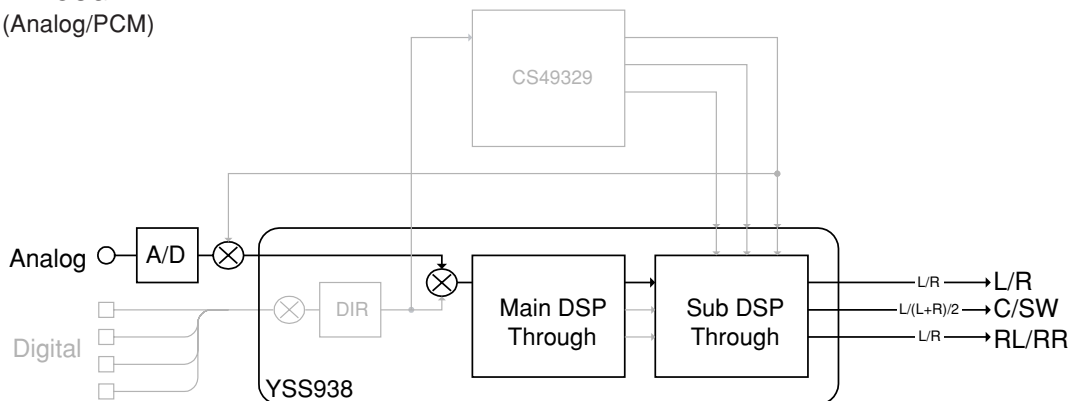 (Analog/PCM)
CS49329
Analog
A/D
Digital
DIR
Main DSP
Through
Sub DSP
Through
L/R
L/R
L/(L+R)/2
C/SW
L/R
RL/RR
YSS938